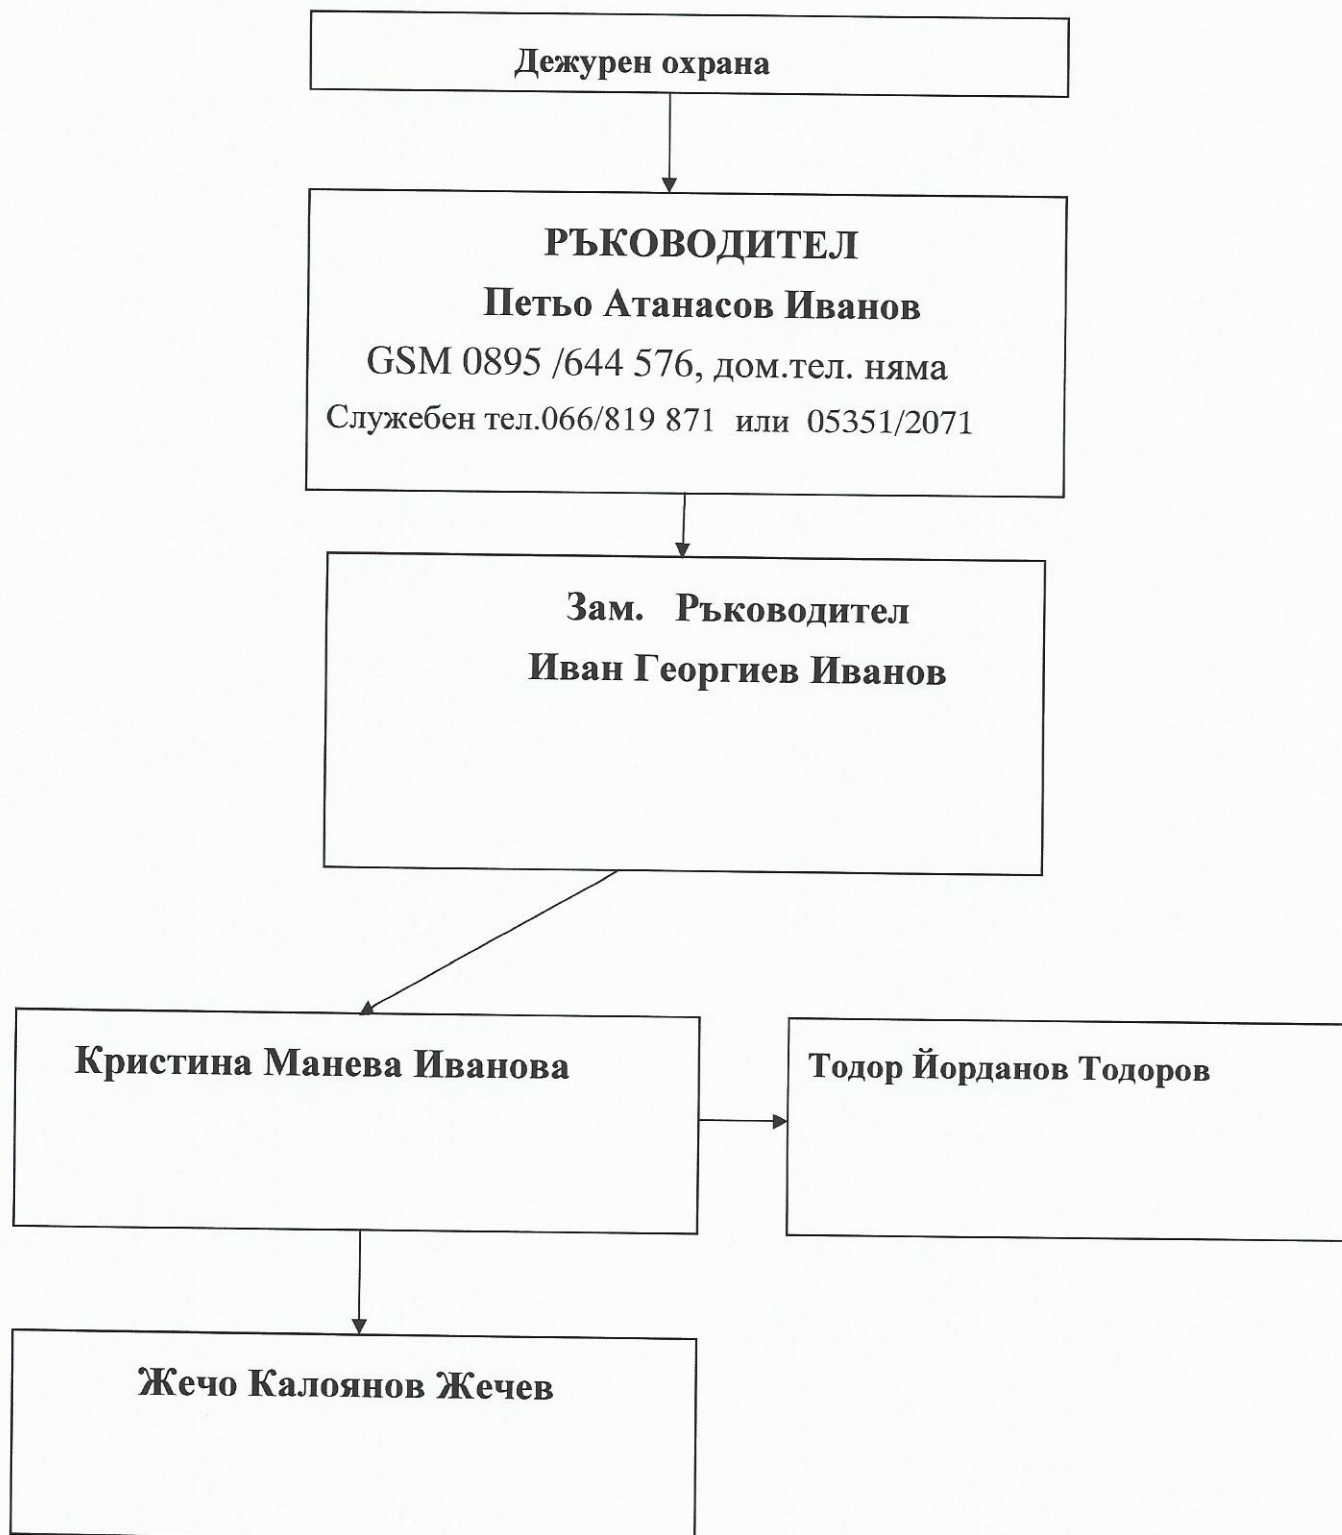 Дежурен охрана
РЪКОВОДИТЕЛ
Петьо Атанасов Иванов
GSM 0895 /644 576, дом.тел. няма
Служебен тел.066/819 871 или 05351/2071
Зам. Ръководител
Иван Георгиев Иванов
Кристина Манева Иванова
Тодор Йорданов Тодоров
Жечо Калоянов Жечев